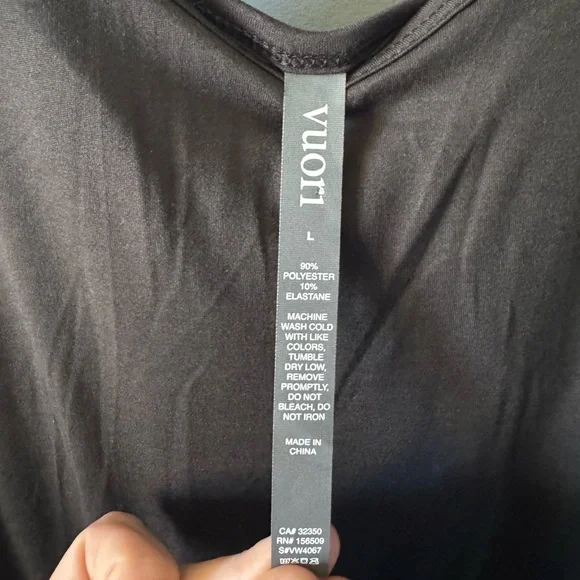 vuori
L
90%
POLYESTER
10%
ELASTANE
MACHINE
WASH COLD
WITH LIKE
COLORS,
TUMBLE
DRY LOW,
REMOVE
PROMPTLY,
DO NOT
BLEACH, DO
NOT IRON
MADE IN
CHINA
CA# 32350
RN# 156509
S#VW4067